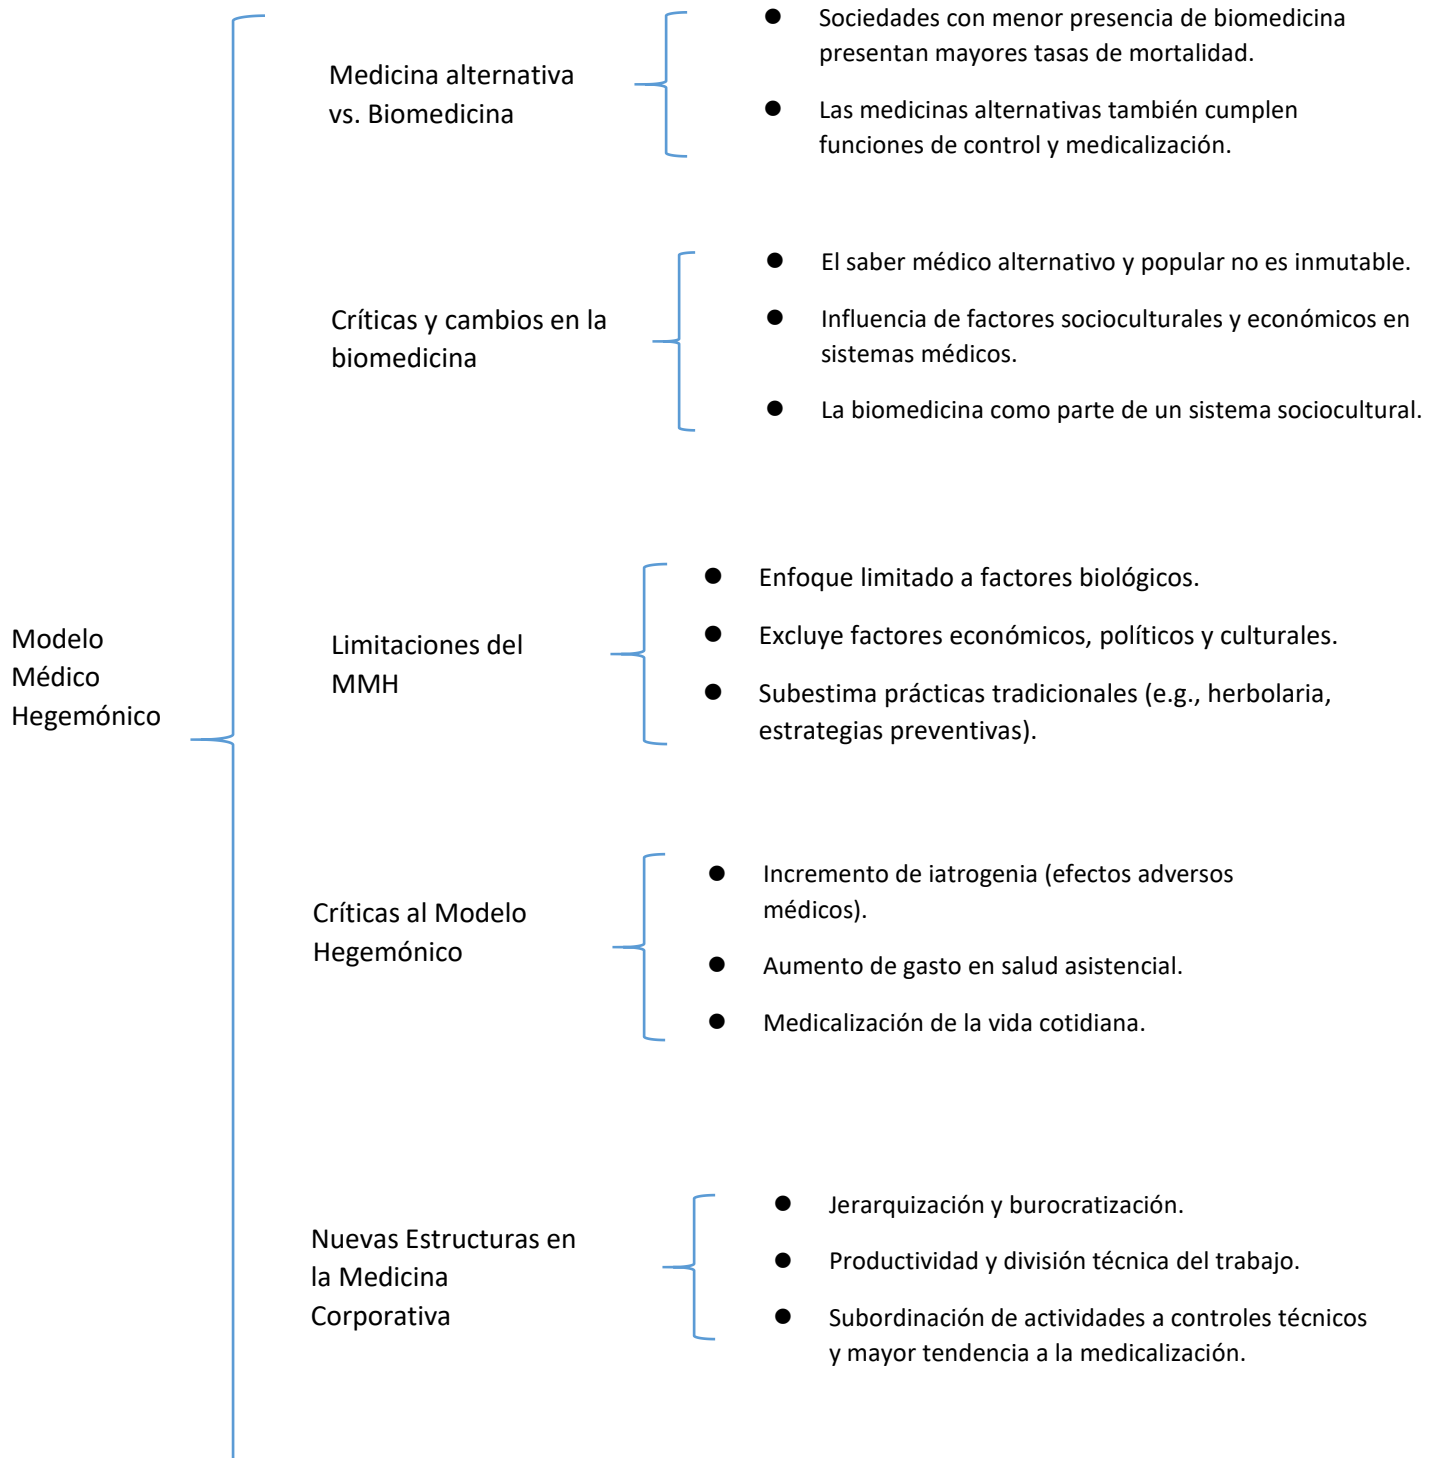 Modelo
Médico
Hegemónico
Medicina alternativa
vs. Biomedicina
● Sociedades con menor presencia de biomedicina
presentan mayores tasas de mortalidad.
● Las medicinas alternativas también cumplen
funciones de control y medicalización.
Críticas y cambios en la
biomedicina
● El saber médico alternativo y popular no es inmutable.
● Influencia de factores socioculturales y económicos en
sistemas médicos.
● La biomedicina como parte de un sistema sociocultural.
Limitaciones del
MMH
● Enfoque limitado a factores biológicos.
● Excluye factores económicos, políticos y culturales.
● Subestima prácticas tradicionales (e.g., herbolaria,
estrategias preventivas).
Críticas al Modelo
Hegemónico
● Incremento de iatrogenia (efectos adversos
médicos).
● Aumento de gasto en salud asistencial.
● Medicalización de la vida cotidiana.
Nuevas Estructuras en
la Medicina
Corporativa
● Jerarquización y burocratización.
● Productividad y división técnica del trabajo.
● Subordinación de actividades a controles técnicos
y mayor tendencia a la medicalización.